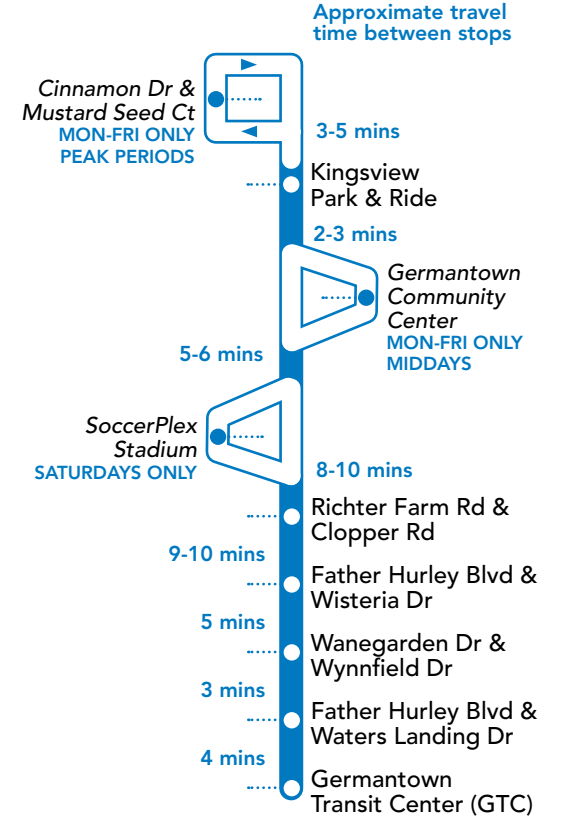 Approximate travel
time between stops
Cinnamon Dr &
Mustard Seed Ct
MON-FRI ONLY
PEAK PERIODS
3-5 mins
Kingsview
Park & Ride
2-3 mins
Germantown
Community
Center
MON-FRI ONLY
MIDDAYS
5-6 mins
SoccerPlex
Stadium
SATURDAYS ONLY
8-10 mins
Richter Farm Rd &
Clopper Rd
9-10 mins
Father Hurley Blvd &
Wisteria Dr
5 mins
Wanegarden Dr &
Wynnfield Dr
3 mins
Father Hurley Blvd &
Waters Landing Dr
4 mins
Germantown
Transit Center (GTC)